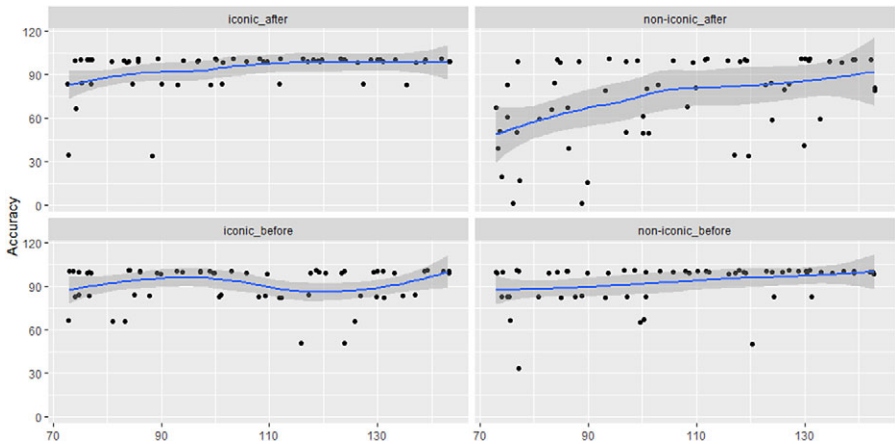 iconic_after
non-iconic_after
120
90
60
30
0
Accuracy
iconic_before
non-iconic_before
120
90
60
30
0
70 90 110 130 70 90 110 130